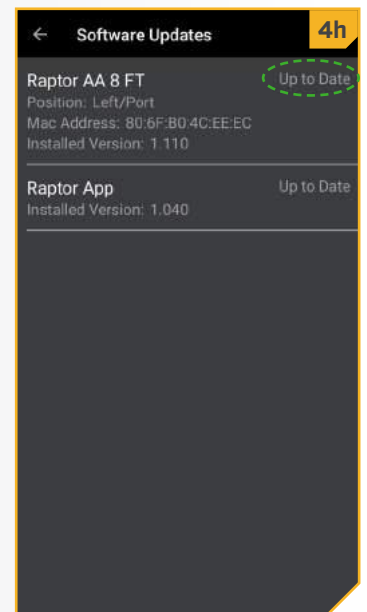 ← Software Updates
4h
Raptor AA 8 FT
Up to Date
Position: Left/Port
Mac Address: 80:6F:B0:4C:EE:EC
Installed Version: 1.110
Raptor App
Up to Date
Installed Version: 1.040